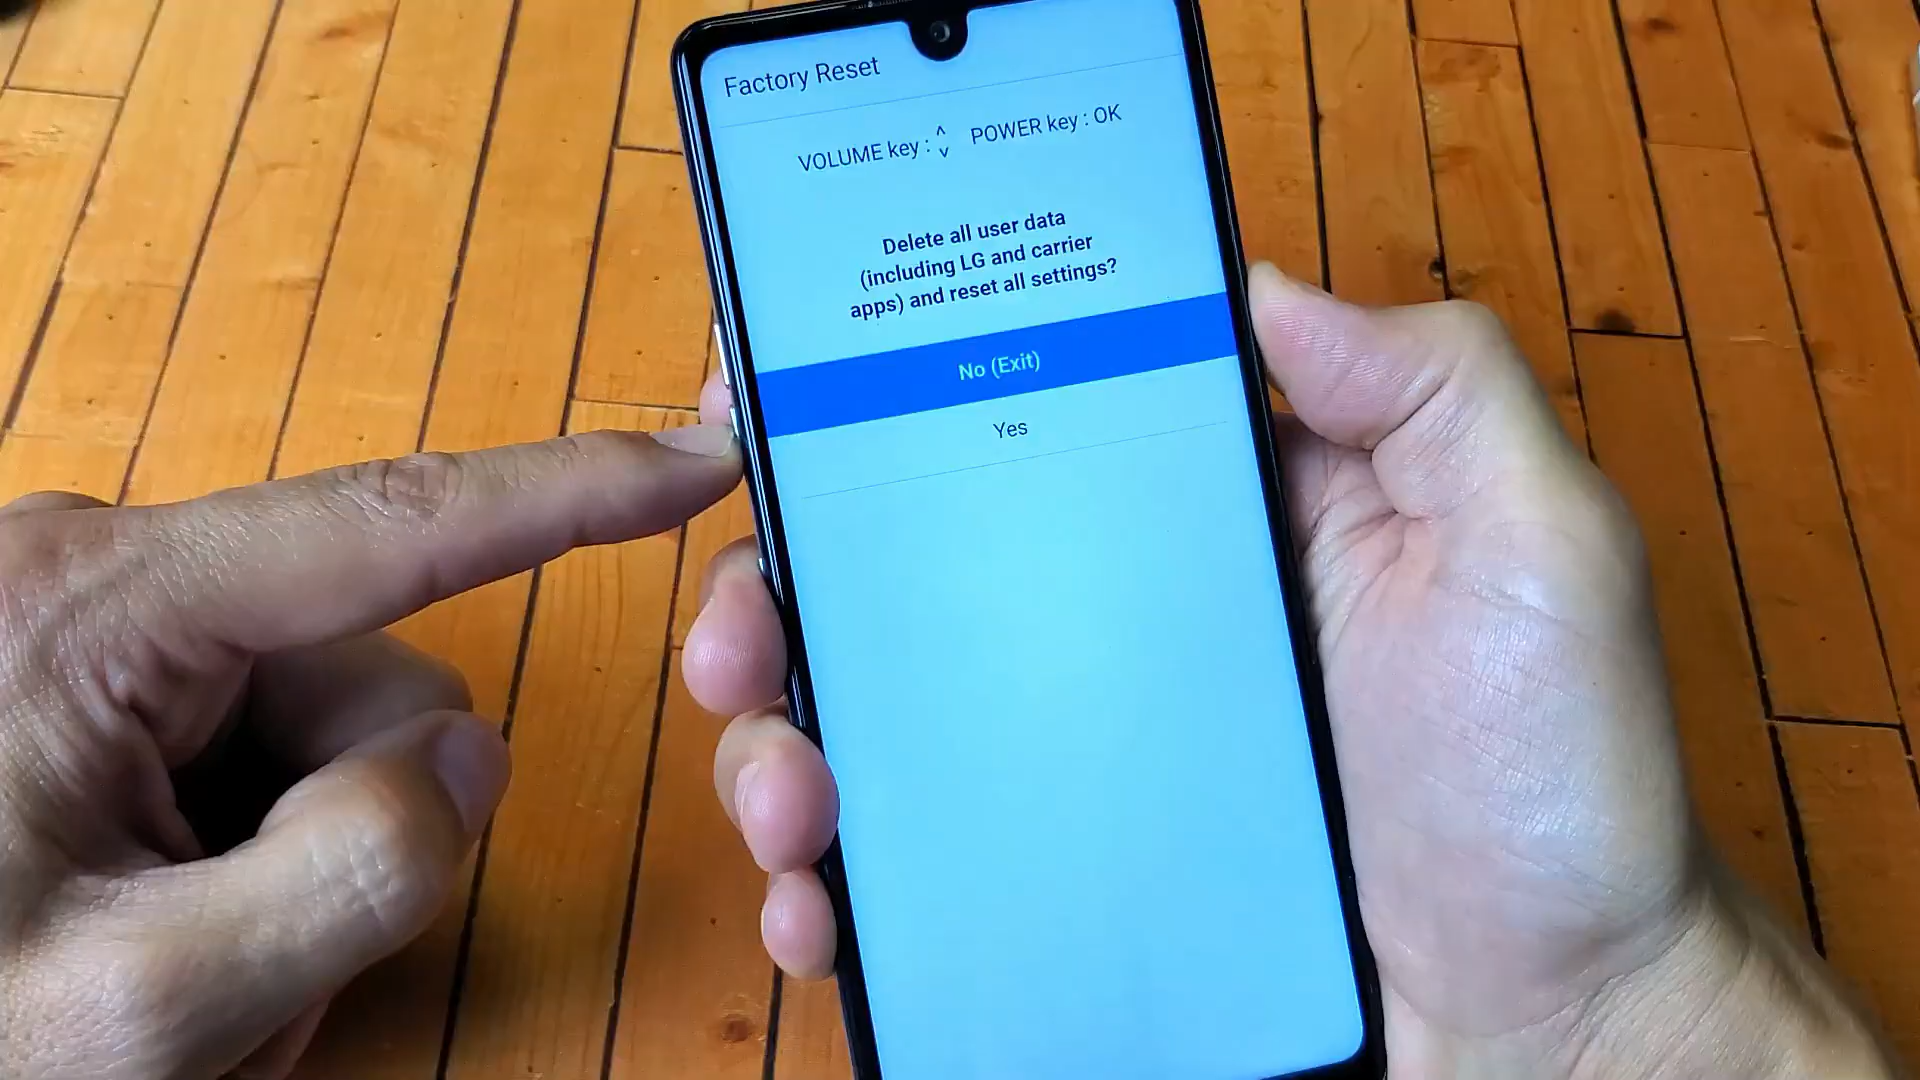 Factory Reset
VOLUME key : ^ v POWER key : OK
Delete all user data
(including LG and carrier
apps) and reset all settings?
No (Exit)
Yes